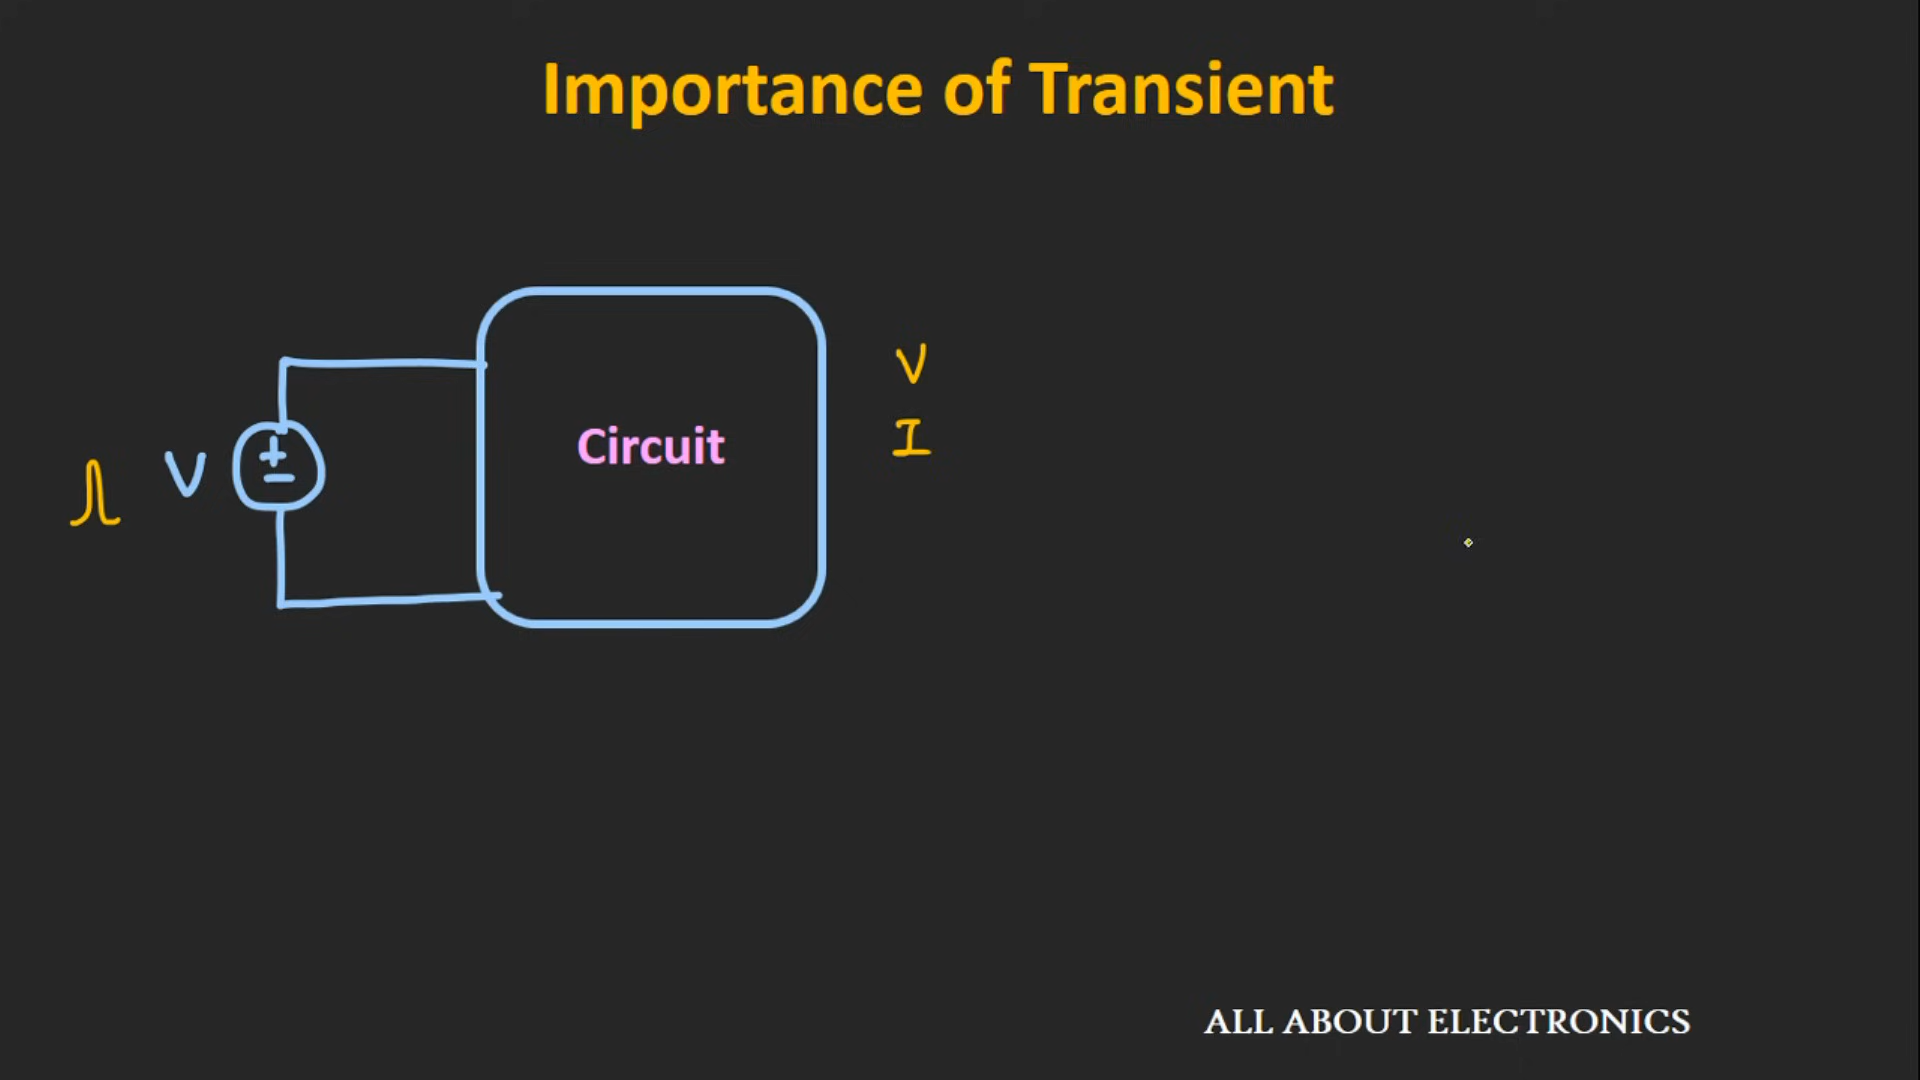 Importance of Transient
V
I
Circuit
V
+
−
ALL ABOUT ELECTRONICS